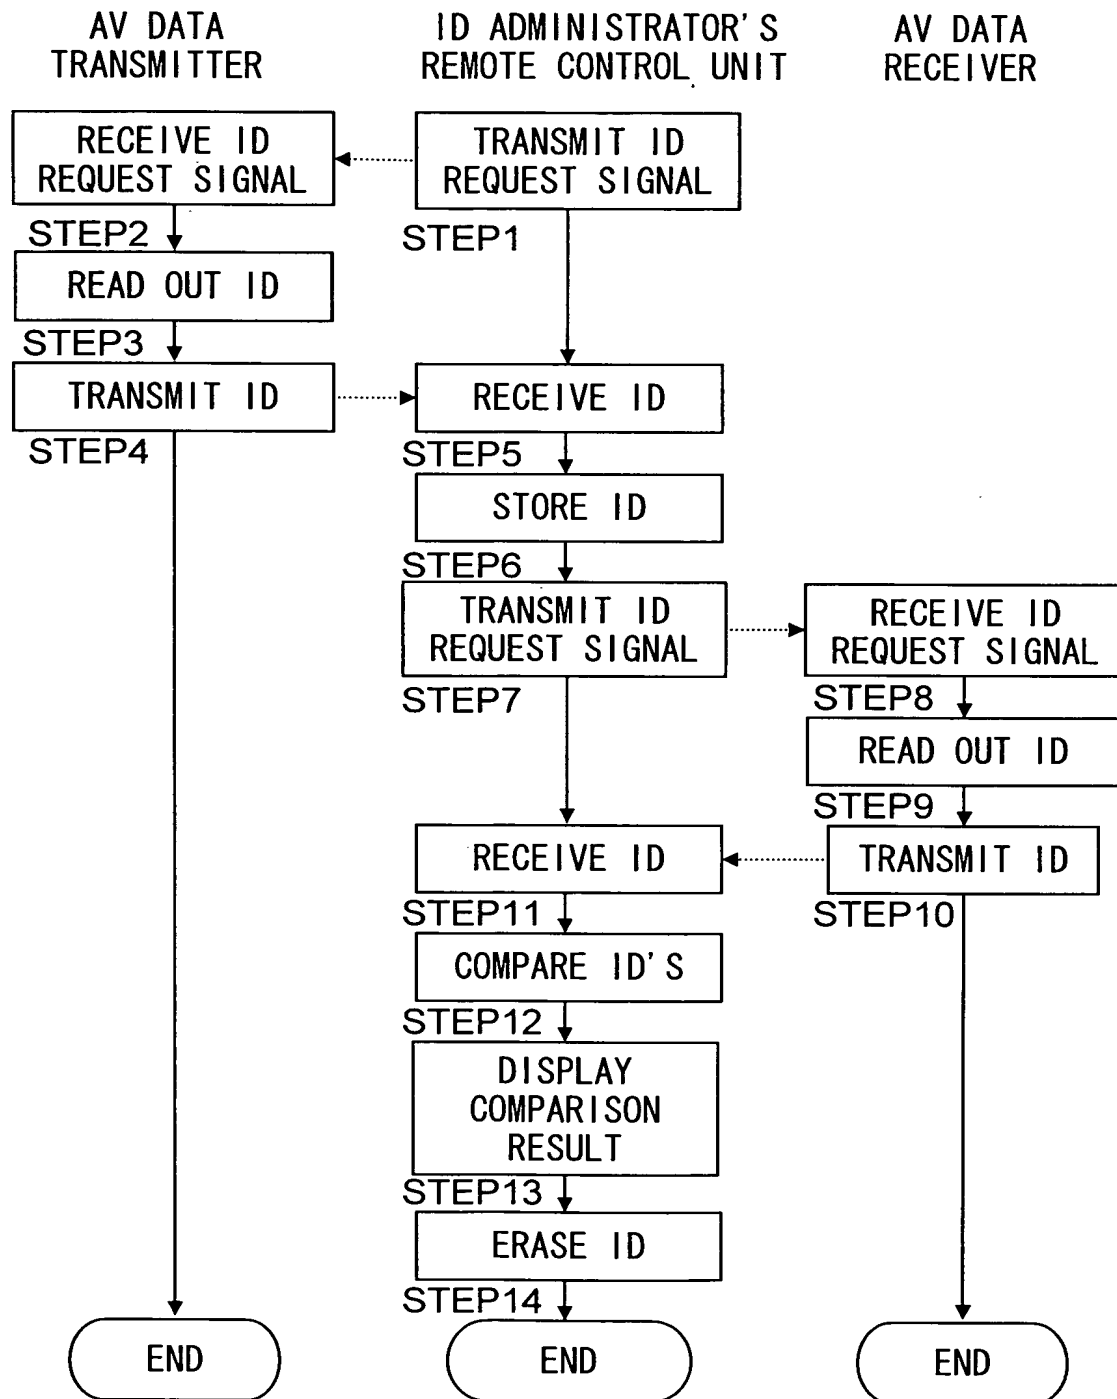 AV DATA
TRANSMITTER
ID ADMINISTRATOR'S
REMOTE CONTROL UNIT
AV DATA
RECEIVER
RECEIVE ID
REQUEST SIGNAL
TRANSMIT ID
REQUEST SIGNAL
STEP2
STEP1
READ OUT ID
STEP3
TRANSMIT ID
RECEIVE ID
STEP4
STEP5
STORE ID
STEP6
TRANSMIT ID
REQUEST SIGNAL
RECEIVE ID
REQUEST SIGNAL
STEP7
STEP8
READ OUT ID
STEP9
RECEIVE ID
TRANSMIT ID
STEP11
STEP10
COMPARE ID'S
STEP12
DISPLAY
COMPARISON
RESULT
STEP13
ERASE ID
STEP14
END
END
END